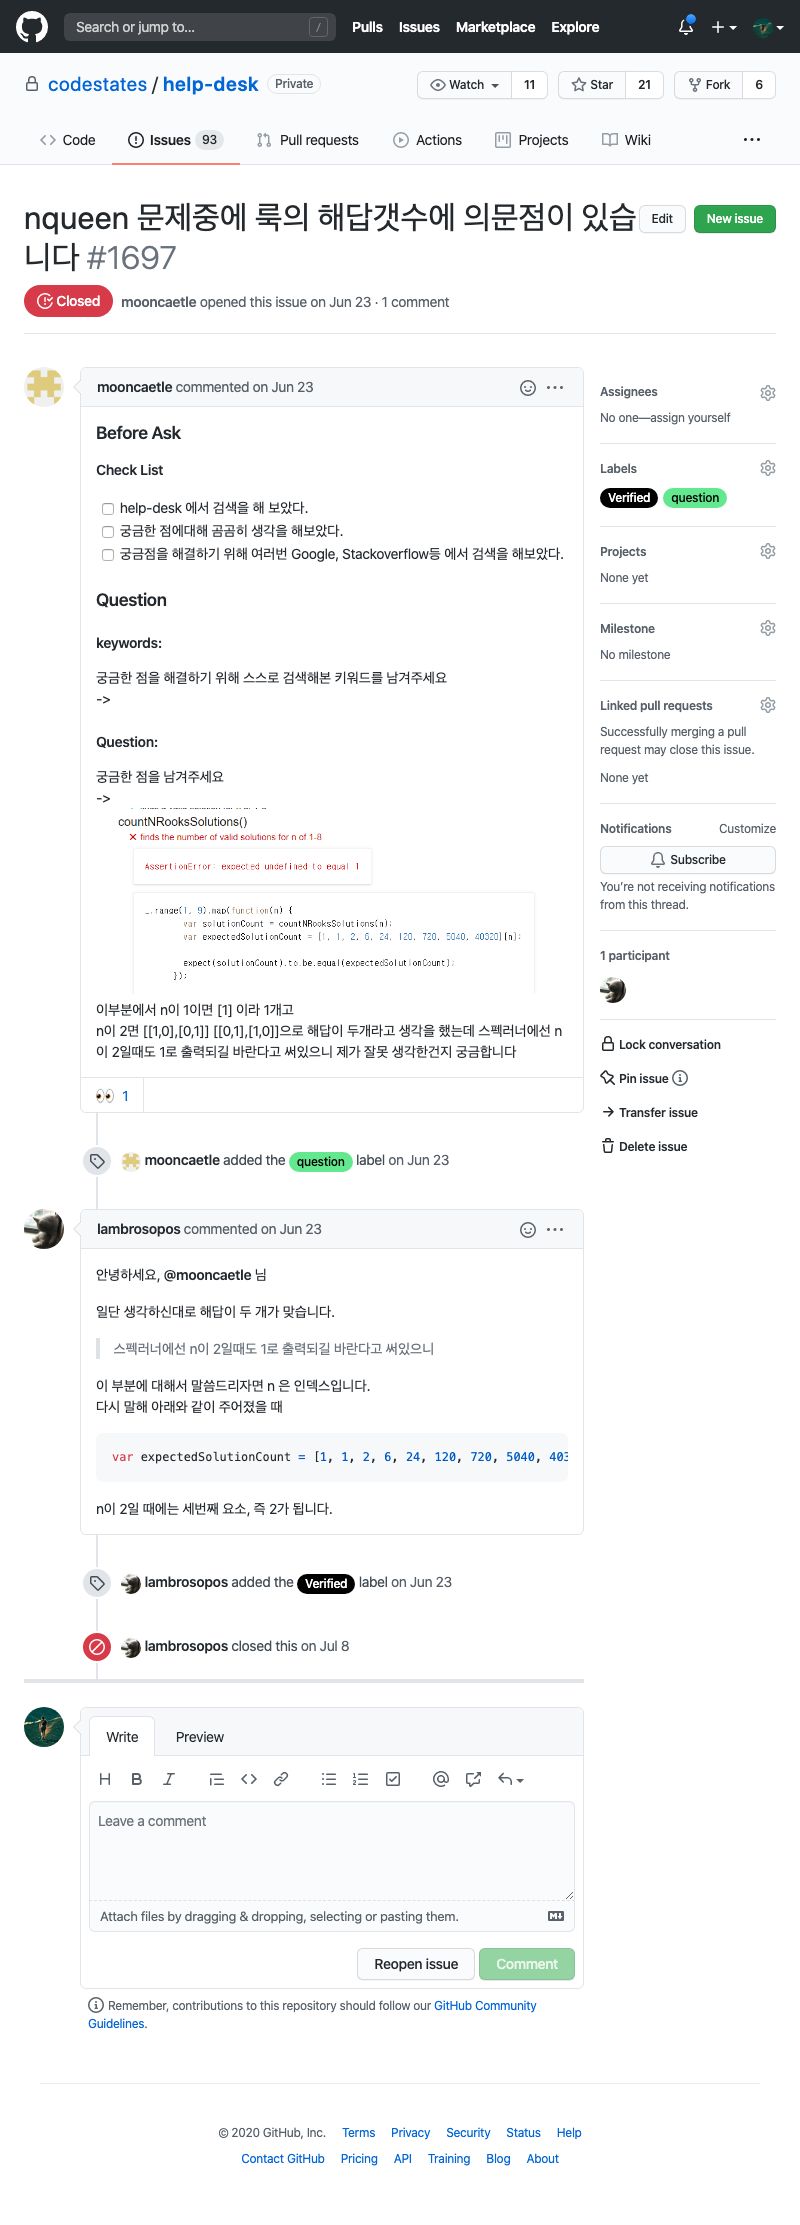 Search or jump to... /
Pulls Issues Marketplace Explore
codestates / help-desk Private
Watch 11 Star 21 Fork 6
Code Issues 93 Pull requests Actions Projects Wiki ...
nqueen 문제중에 룩의 해답갯수에 의문점이 있습
니다 #1697
Edit New issue
Closed mooncaetle opened this issue on Jun 23 · 1 comment
mooncaetle commented on Jun 23
Before Ask
Check List
help-desk 에서 검색을 해 보았다.
궁금한 점에대해 곰곰히 생각을 해보았다.
궁금점을 해결하기 위해 여러번 Google, Stackoverflow등 에서 검색을 해보았다.
Question
keywords:
궁금한 점을 해결하기 위해 스스로 검색해본 키워드를 남겨주세요
->
Question:
궁금한 점을 남겨주세요
->
countNRooksSolutions()
✕ finds the number of valid solutions for n of 1-8
AssertionError: expected undefined to equal 1
_.range(1, 9).map(function(n) {
var solutionCount = countNRooksSolutions(n);
var expectedSolutionCount = [1, 1, 2, 6, 24, 120, 720, 5040, 40320][n];
expect(solutionCount).to.be.equal(expectedSolutionCount);
});
이부분에서 n이 1이면 [1] 이라 1개고
n이 2면 [[1,0],[0,1]] [[0,1],[1,0]]으로 해답이 두개라고 생각을 했는데 스펙러너에선 n
이 2일때도 1로 출력되길 바란다고 써있으니 제가 잘못 생각한건지 궁금합니다
👀 1
mooncaetle added the question label on Jun 23
lambrosopos commented on Jun 23
안녕하세요, @mooncaetle 님
일단 생각하신대로 해답이 두 개가 맞습니다.
스펙러너에선 n이 2일때도 1로 출력되길 바란다고 써있으니
이 부분에 대해서 말씀드리자면 n 은 인덱스입니다.
다시 말해 아래와 같이 주어졌을 때
var expectedSolutionCount = [1, 1, 2, 6, 24, 120, 720, 5040, 403
n이 2일 때에는 세번째 요소, 즉 2가 됩니다.
lambrosopos added the Verified label on Jun 23
lambrosopos closed this on Jul 8
Write Preview
Leave a comment
Attach files by dragging & dropping, selecting or pasting them.
Reopen issue Comment
Remember, contributions to this repository should follow our GitHub Community
Guidelines.
Assignees
No one—assign yourself
Labels
Verified question
Projects
None yet
Milestone
No milestone
Linked pull requests
Successfully merging a pull
request may close this issue.
None yet
Notifications Customize
Subscribe
You're not receiving notifications
from this thread.
1 participant
Lock conversation
Pin issue
Transfer issue
Delete issue
© 2020 GitHub, Inc. Terms Privacy Security Status Help
Contact GitHub Pricing API Training Blog About